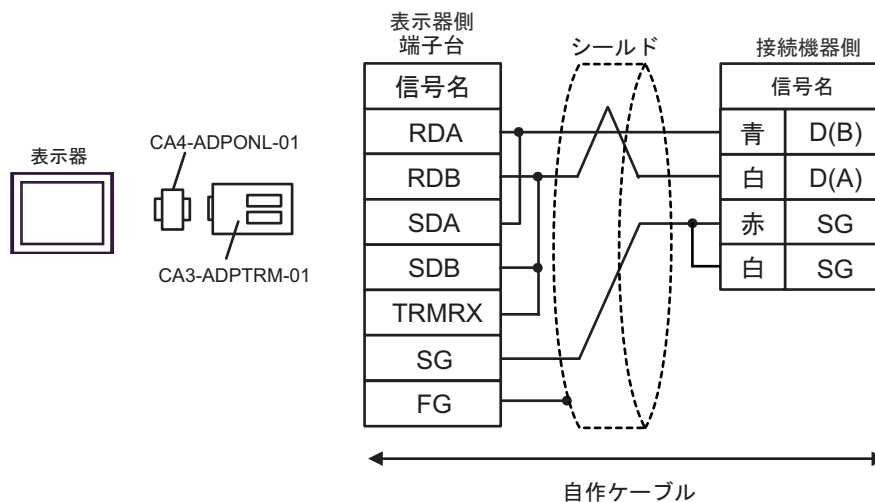 表示器
CA4-ADPONL-01
CA3-ADPTRM-01
表示器側
端子台
信号名
RDA
RDB
SDA
SDB
TRMRX
SG
FG
シールド
接続機器側
信号名
青 D(B)
白 D(A)
赤 SG
白 SG
自作ケーブル